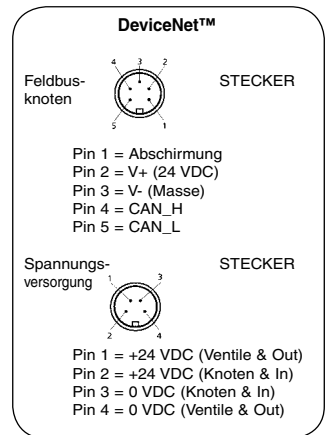 DeviceNet™
Feldbus-
knoten
STECKER
4 3 2
5 1
Pin 1 = Abschirmung
Pin 2 = V+ (24 VDC)
Pin 3 = V- (Masse)
Pin 4 = CAN_H
Pin 5 = CAN_L
Spannungs-
versorgung
STECKER
1 3
2 4
Pin 1 = +24 VDC (Ventile & Out)
Pin 2 = +24 VDC (Knoten & In)
Pin 3 = 0 VDC (Knoten & In)
Pin 4 = 0 VDC (Ventile & Out)